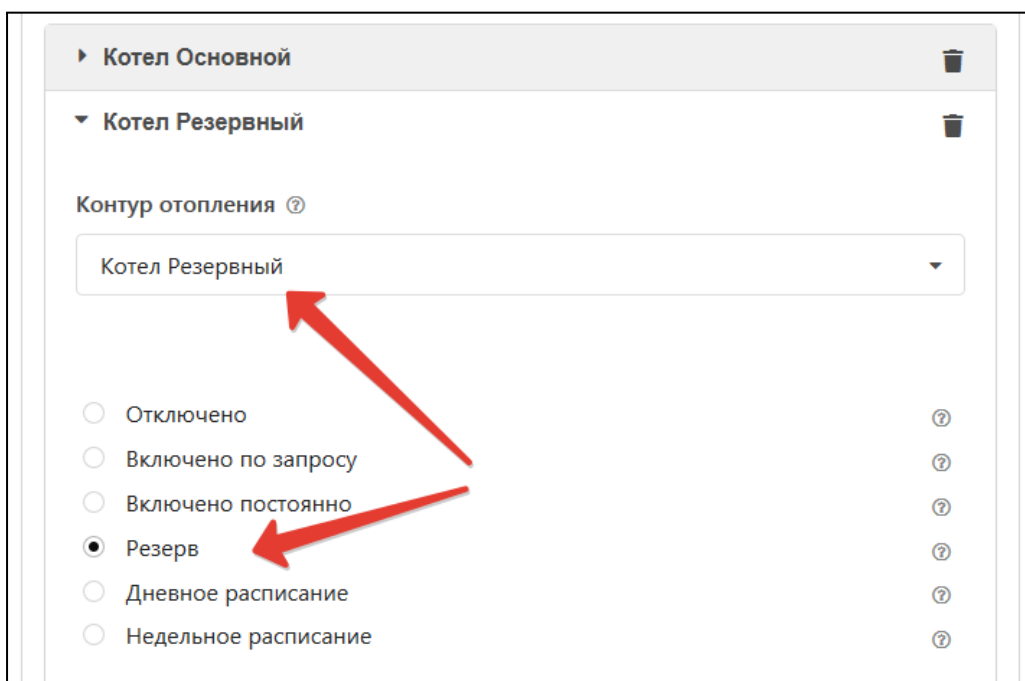 Котел Основной
Котел Резервный
Контур отопления
Котел Резервный
Отключено
Включено по запросу
Включено постоянно
Резерв
Дневное расписание
Недельное расписание